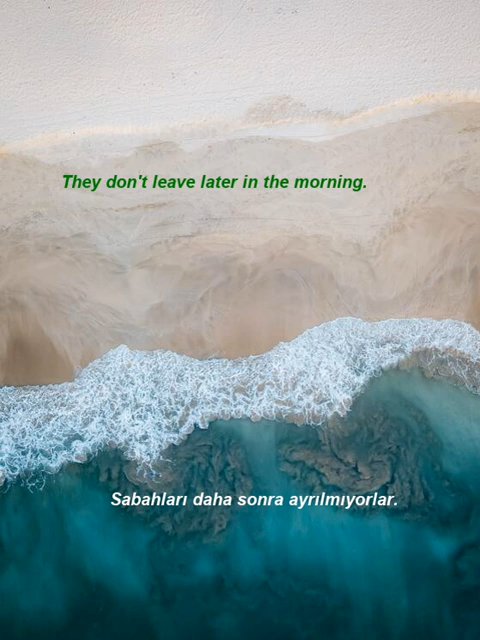 They don't leave later in the morning.
Sabahları daha sonra ayrılmıyorlar.